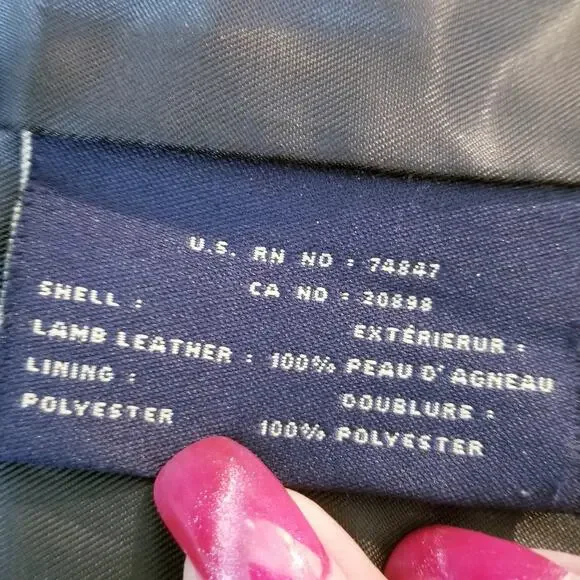 U.S. RN NO : 74847
CA NO : 20898
SHELL : EXTÉRIERUR :
LAMB LEATHER : 100% PEAU D'AGNEAU
LINING : DOUBLURE :
POLYESTER 100% POLYESTER